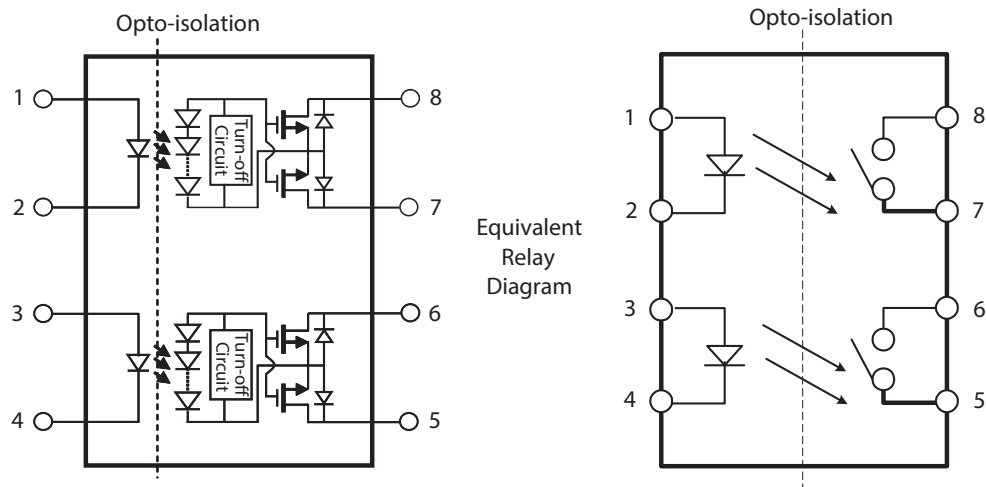 Opto-isolation
1
2
3
4
Turn-off
Circuit
Turn-off
Circuit
8
7
6
5
Equivalent
Relay
Diagram
Opto-isolation
1
2
3
4
8
7
6
5